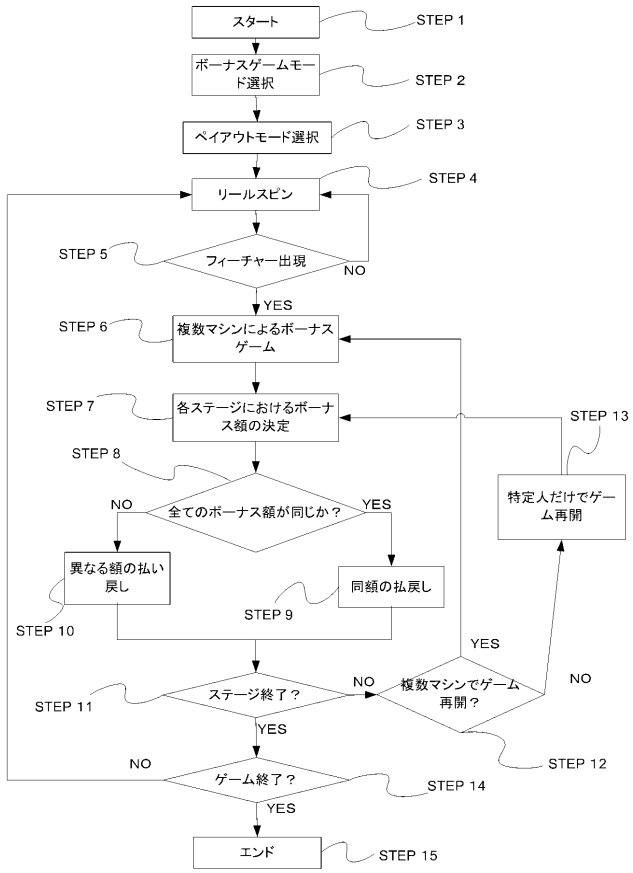 スタート
STEP 1
ボーナスゲームモー
ド選択
STEP 2
ペイアウトモード選択
STEP 3
リールスピン
STEP 4
STEP 5
フィーチャー出現
NO
YES
STEP 6
複数マシンによるボーナス
ゲーム
STEP 7
各ステージにおけるボーナ
ス額の決定
STEP 13
特定人だけでゲー
ム再開
STEP 8
NO
全てのボーナス額が同じか？
YES
異なる額の払い
戻し
STEP 10
同額の払戻し
STEP 9
YES
STEP 11
ステージ終了？
NO
複数マシンでゲーム
再開？
NO
YES
STEP 12
NO
ゲーム終了？
STEP 14
YES
エンド
STEP 15